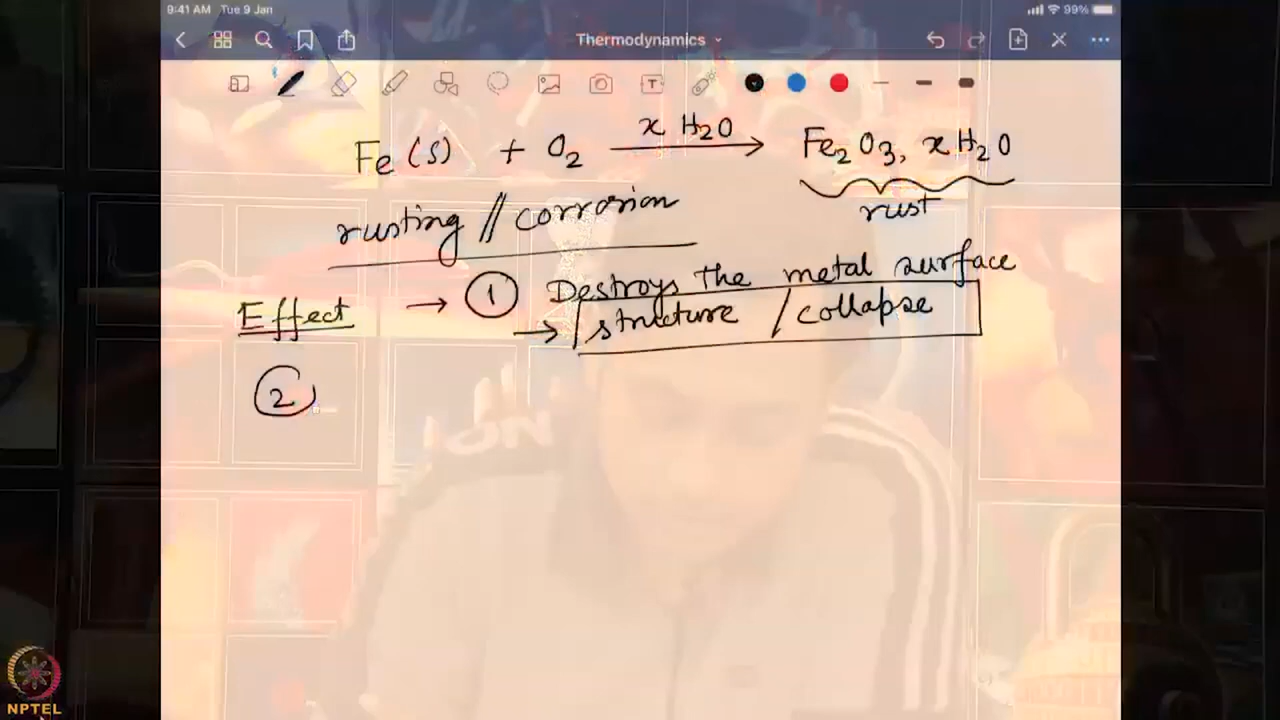 9:41 AM Tue 9 Jan
99%
Thermodynamics
Fe (s) + O2 x H2O → Fe2O3, x H2O
rust
rusting // corrosion
Effect → ① Destroys the metal surface
→ structure / collapse
②
NPTEL